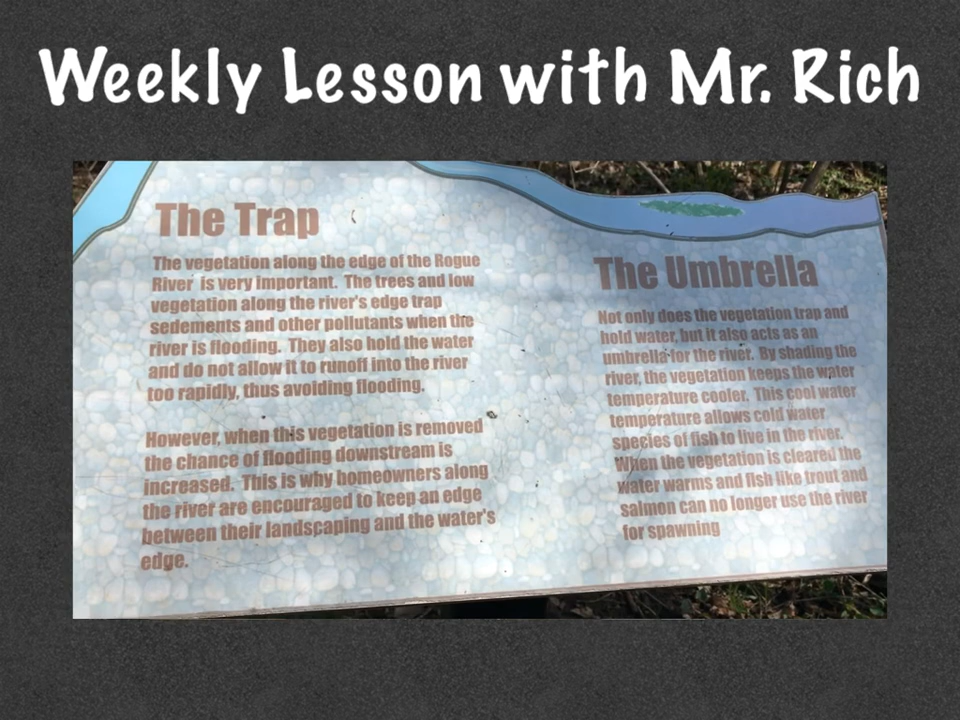 Weekly Lesson with Mr. Rich
The Trap
The vegetation along the edge of the Rogue
River is very important. The trees and low
vegetation along the river's edge trap
sedements and other pollutants when the
river is flooding. They also hold the water
and do not allow it to runoff into the river
too rapidly, thus avoiding flooding.
However, when this vegetation is removed
the chance of flooding downstream is
increased. This is why homeowners along
the river are encouraged to keep an edge
between their landscaping and the water's
edge.
The Umbrella
Not only does the vegetation trap and
hold water, but it also acts as an
umbrella for the river. By shading the
river, the vegetation keeps the water
temperature cooler. This cool water
temperature allows cold water
species of fish to live in the river.
When the vegetation is cleared the
water warms and fish like trout and
salmon can no longer use the river
for spawning